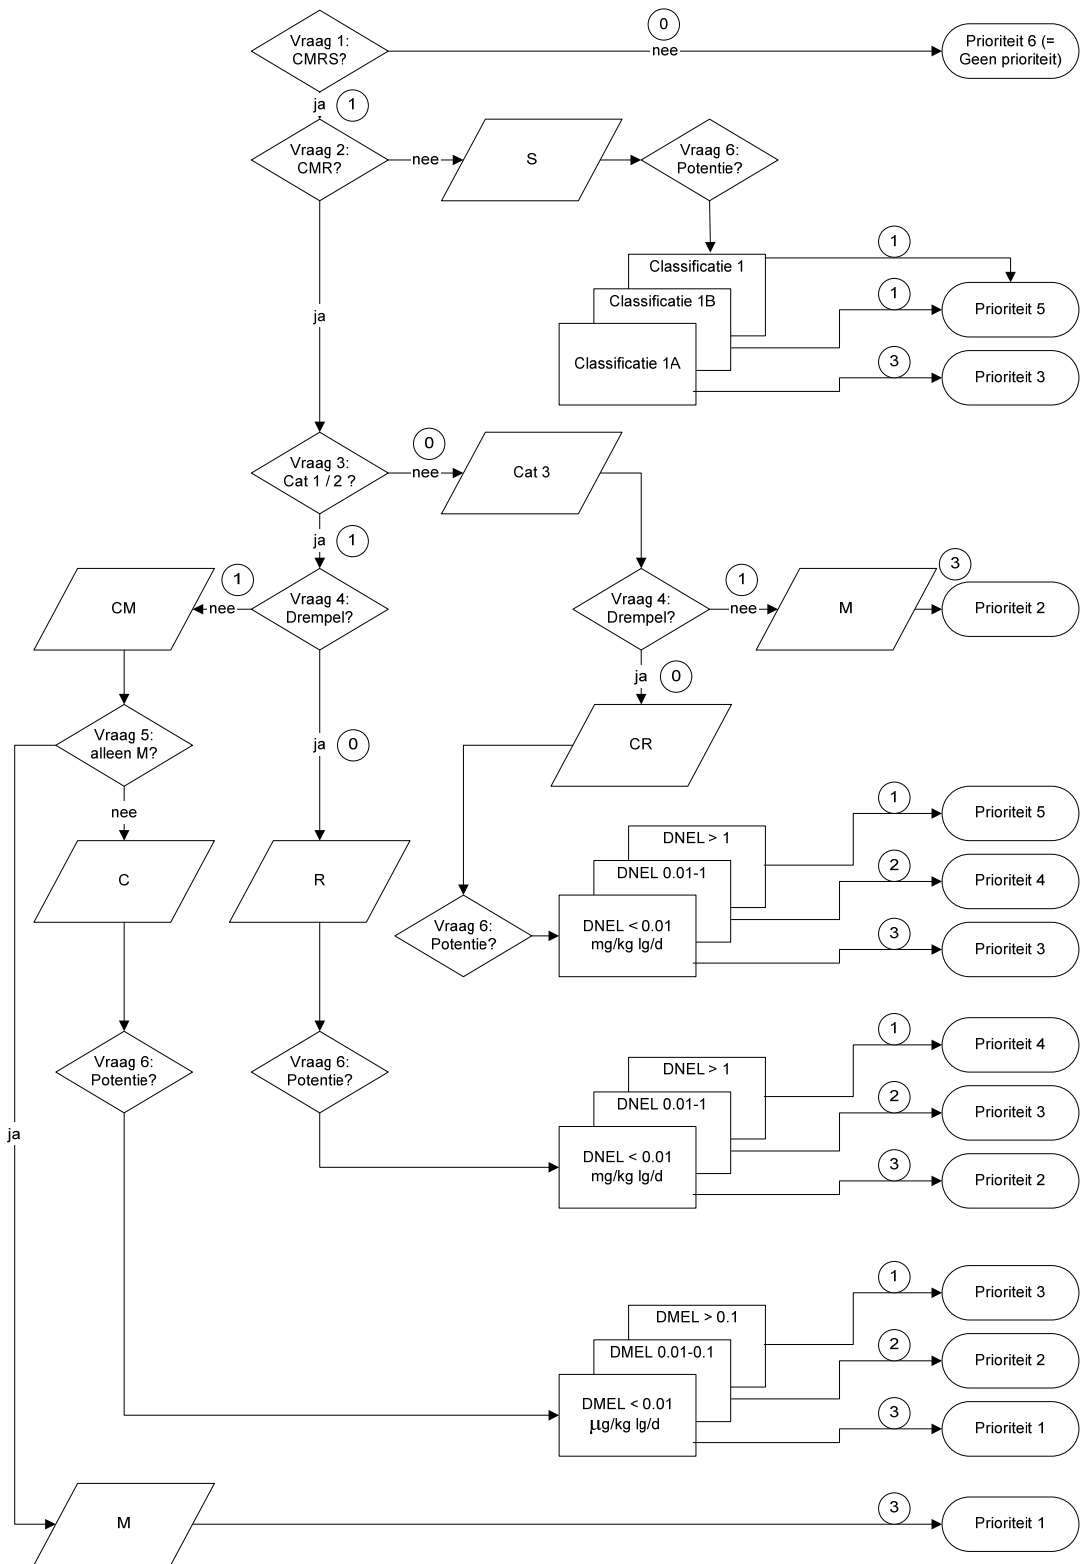 0
Vraag 1:
CMRS?
nee
Prioriteit 6 (=
Geen prioriteit)
ja
1
Vraag 2:
CMR?
nee
S
Vraag 6:
Potentie?
1
Classificatie 1
1
Classificatie 1B
Prioriteit 5
ja
3
Classificatie 1A
Prioriteit 3
0
Vraag 3:
Cat 1 / 2 ?
nee
Cat 3
ja
1
1
1
3
CM
nee
Vraag 4:
Drempel?
Vraag 4:
Drempel?
nee
M
Prioriteit 2
ja
0
Vraag 5:
alleen M?
ja
0
CR
nee
1
Prioriteit 5
DNEL > 1
2
DNEL 0.01-1
Prioriteit 4
C
R
Vraag 6:
Potentie?
DNEL < 0.01
mg/kg lg/d
3
Prioriteit 3
1
Prioriteit 4
Vraag 6:
Potentie?
Vraag 6:
Potentie?
DNEL > 1
2
DNEL 0.01-1
Prioriteit 3
ja
DNEL < 0.01
mg/kg lg/d
3
Prioriteit 2
1
Prioriteit 3
DMEL > 0.1
2
DMEL 0.01-0.1
Prioriteit 2
DMEL < 0.01
µg/kg lg/d
3
Prioriteit 1
M
3
Prioriteit 1